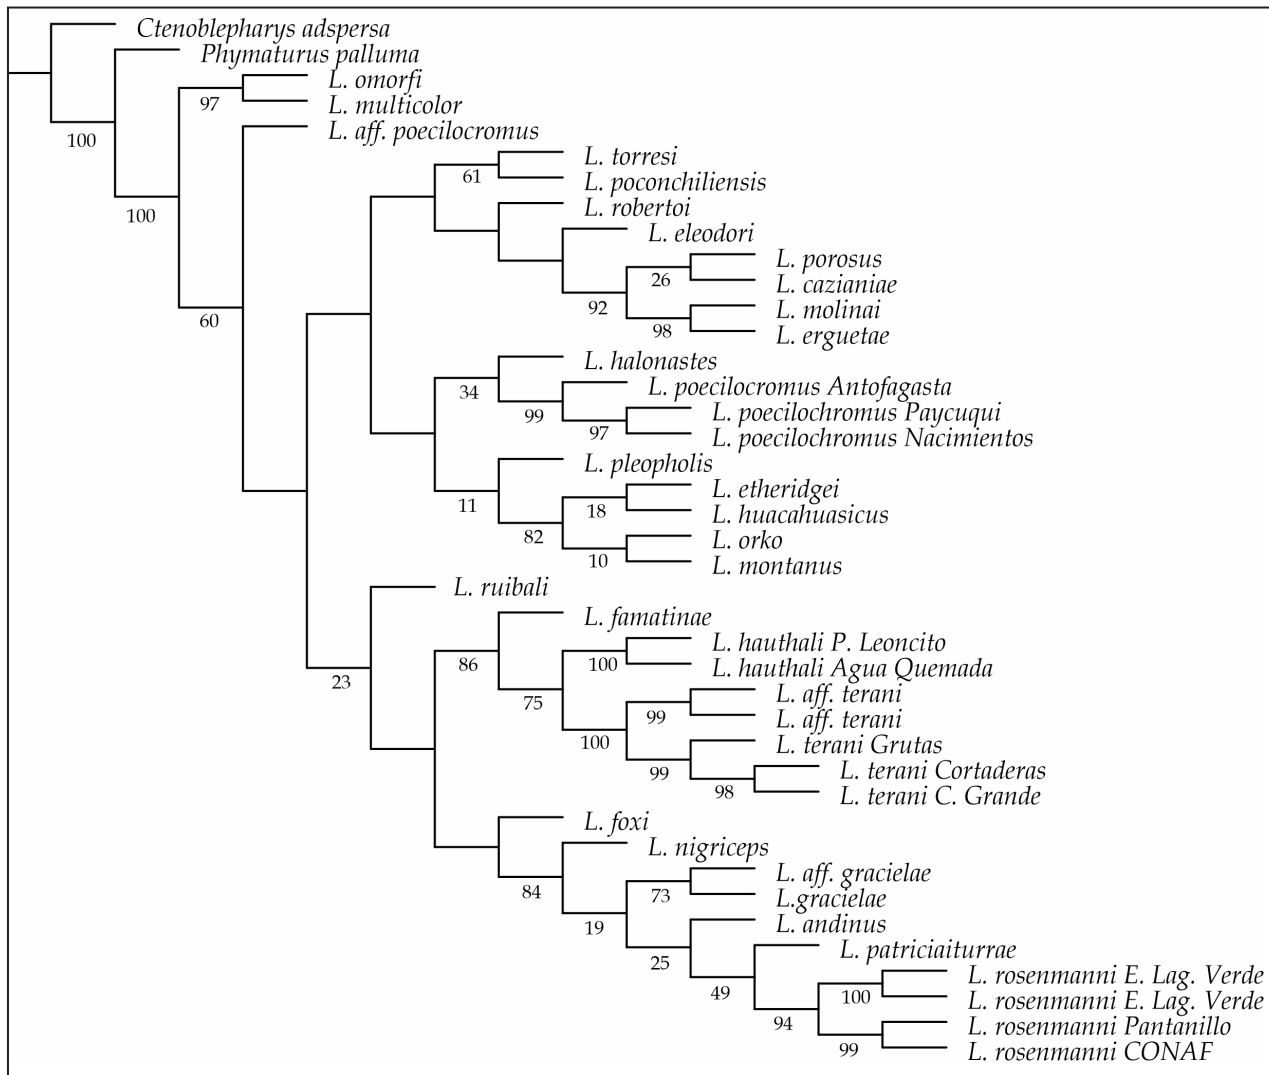 Ctenoblepharys adspersa
Phymaturus palluma
L. omorfi
97
L. multicolor
L. aff. poecilocromus
100
L. torresi
61
L. poconchiliensis
L. robertoi
100
L. eleodori
L. porosus
26
L. cazianiae
92
L. molinai
60
98
L. erguetae
L. halonastes
34
L. poecilocromus Antofagasta
99
L. poecilochromus Paycuqui
97
L. poecilochromus Nacimientos
L. pleopholis
L. etheridgei
11
18
L. huacahuasicus
82
L. orko
10
L. montanus
L. ruibali
L. famatinae
L. hauthali P. Leoncito
86
100
L. hauthali Agua Quemada
23
L. aff. terani
75
99
L. aff. terani
100
L. terani Grutas
99
L. terani Cortaderas
98
L. terani C. Grande
L. foxi
L. nigriceps
L. aff. gracielae
84
73
L.gracielae
19
L. andinus
L. patriciaiturrae
25
L. rosenmanni E. Lag. Verde
49
100
L. rosenmanni E. Lag. Verde
94
L. rosenmanni Pantanillo
99
L. rosenmanni CONAF